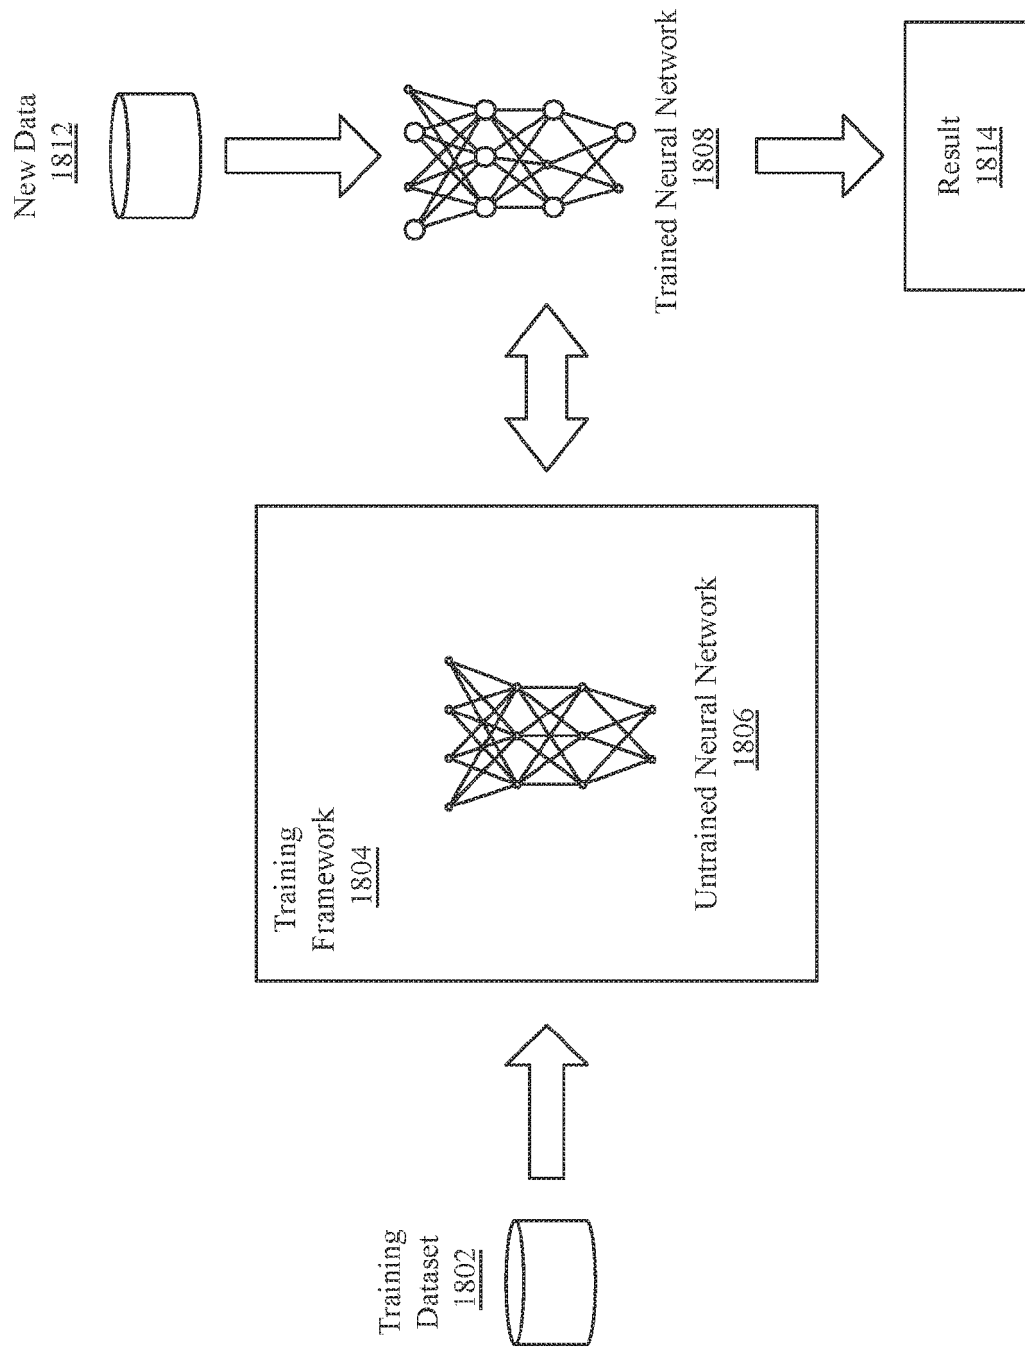 Training
Dataset
1802
Training
Framework
1804
Untrained Neural Network
1806
New Data
1812
Trained Neural Network
1808
Result
1814